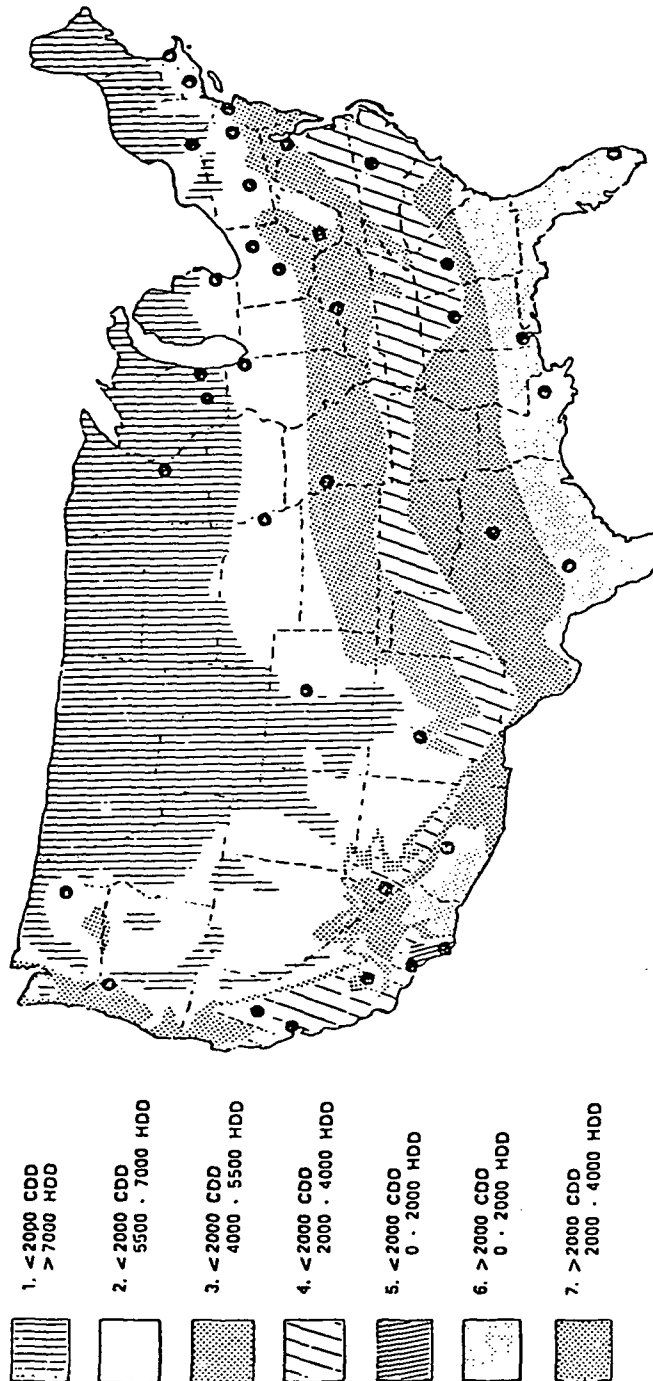 1. <2000 CDD
>7000 HDD
2. <2000 CDD
5500 - 7000 HDD
3. <2000 CDD
4000 - 5500 HDD
4. <2000 CDD
2000 - 4000 HDD
5. <2000 CDD
0 - 2000 HDD
6. >2000 CDD
0 - 2000 HDD
7. >2000 CDD
2000 - 4000 HDD